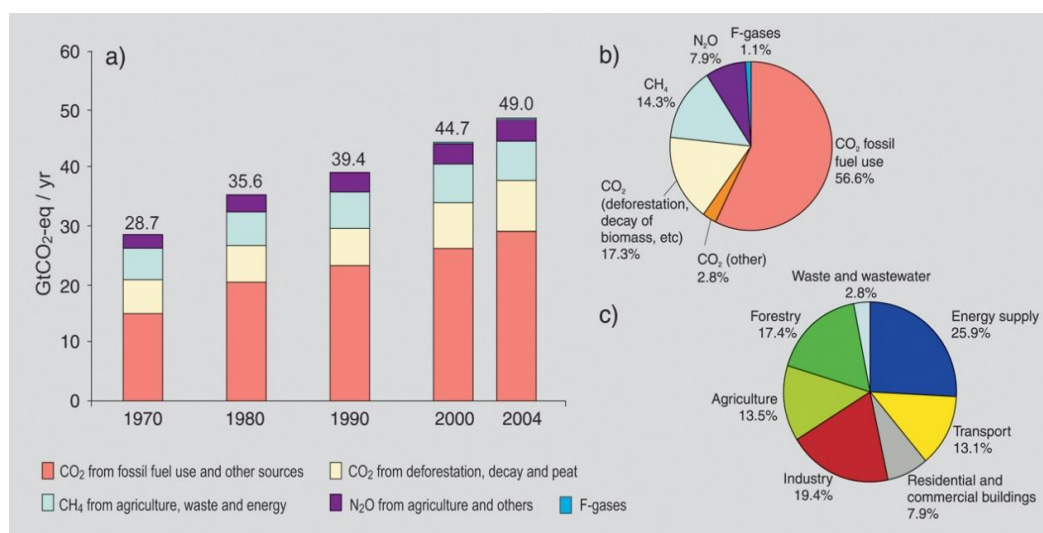 a)
GtCO₂-eq / yr
60
50
40
30
20
10
0
28.7
35.6
39.4
44.7
49.0
1970
1980
1990
2000
2004
CO₂ from fossil fuel use and other sources
CO₂ from deforestation, decay and peat
CH₄ from agriculture, waste and energy
N₂O from agriculture and others
F-gases
b)
F-gases
1.1%
N₂O
7.9%
CH₄
14.3%
CO₂ fossil
fuel use
56.6%
CO₂
(deforestation,
decay of
biomass, etc)
17.3%
CO₂ (other)
2.8%
c)
Waste and wastewater
2.8%
Forestry
17.4%
Energy supply
25.9%
Agriculture
13.5%
Transport
13.1%
Industry
19.4%
Residential and
commercial buildings
7.9%